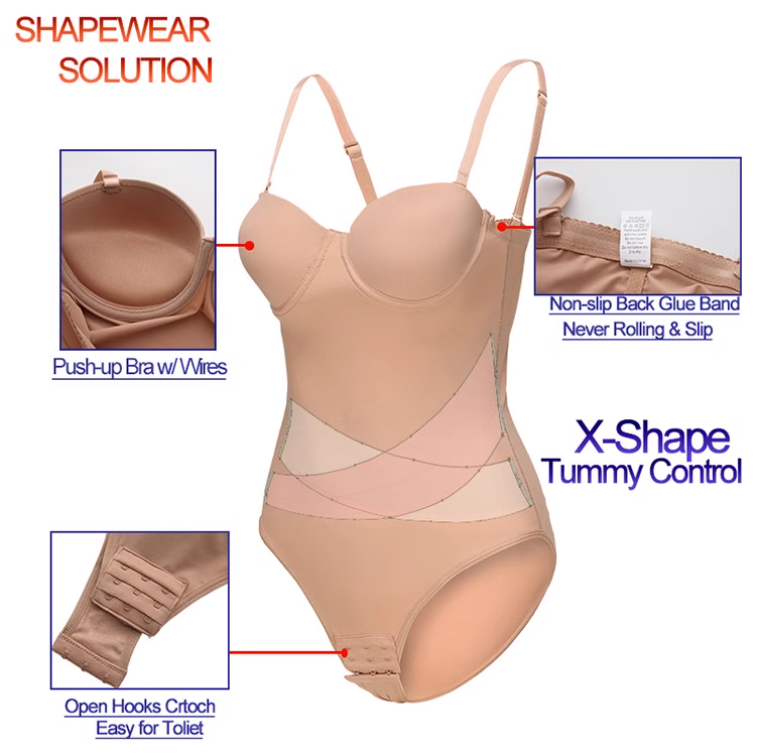 SHAPEWEAR
SOLUTION
Push-up Bra w/ Wires
Non-slip Back Glue Band
Never Rolling & Slip
X-Shape
Tummy Control
Open Hooks Crtoch
Easy for Toliet